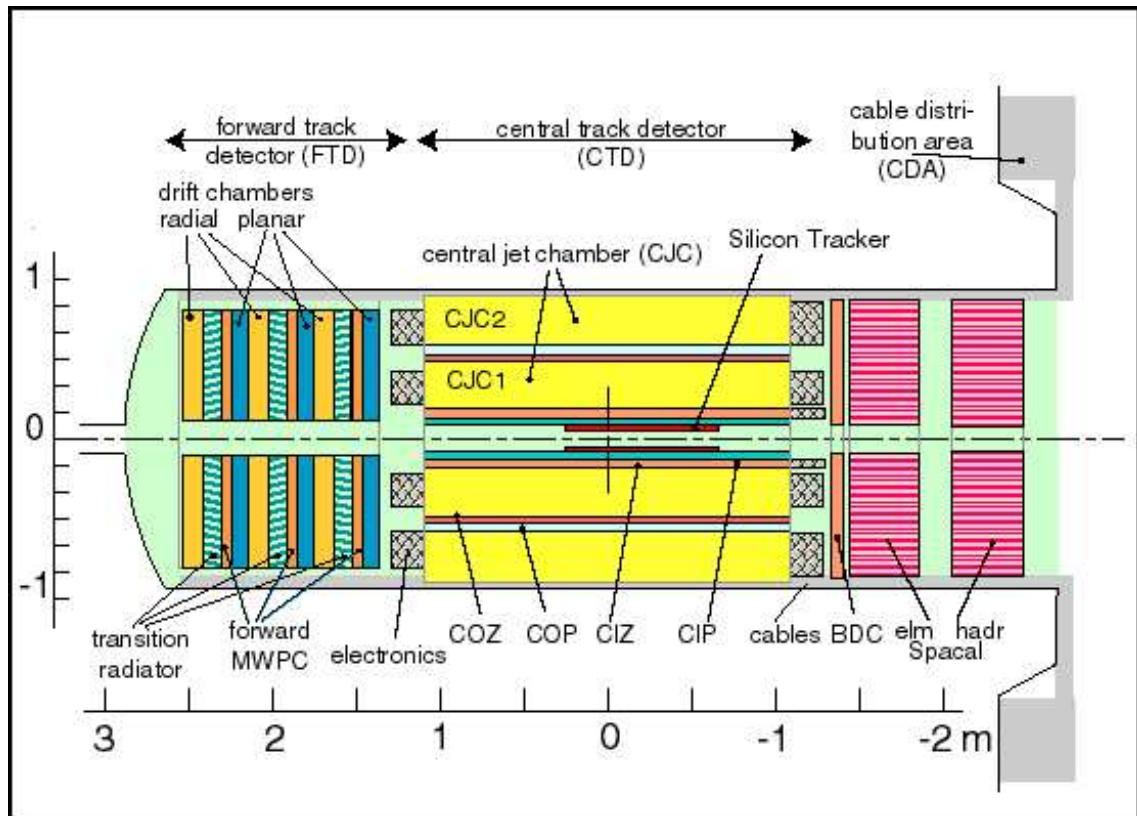 forward track
detector (FTD)
central track detector
(CTD)
cable distri-
bution area
(CDA)
drift chambers
radial planar
central jet chamber (CJC)
Silicon Tracker
1
CJC2
CJC1
0
-1
transition
radiator
forward
MWPC
electronics
COZ
COP
CIZ
CIP
cables
BDC
elm hadr
Spacal
3 2 1 0 -1 -2 m